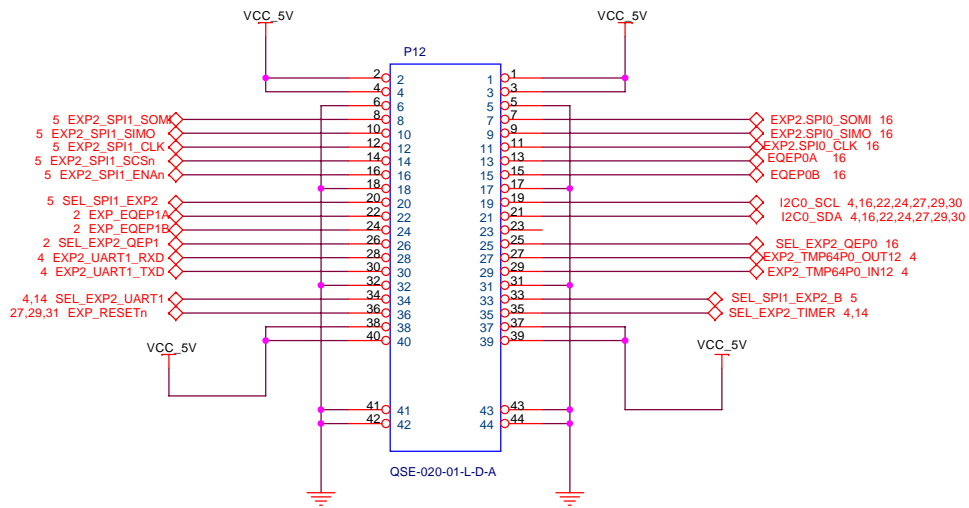 VCC_5V VCC_5V
P12
2 2 1 1
4 4 3 3
6 6 5 5
5 EXP2_SPI1_SOMI 8 8 7 7 EXP2.SPI0_SOMI 16
5 EXP2_SPI1_SIMO 10 10 9 9 EXP2.SPI0_SIMO 16
5 EXP2_SPI1_CLK 12 12 11 11 EXP2.SPI0_CLK 16
5 EXP2_SPI1_SCSn 14 14 13 13 EQEP0A 16
5 EXP2_SPI1_ENAn 16 16 15 15 EQEP0B 16
18 18 17 17
5 SEL_SPI1_EXP2 20 20 19 19 I2C0_SCL 4,16,22,24,27,29,30
2 EXP_EQEP1A 22 22 21 21 I2C0_SDA 4,16,22,24,27,29,30
2 EXP_EQEP1B 24 24 23 23
2 SEL_EXP2_QEP1 26 26 25 25 SEL_EXP2_QEP0 16
4 EXP2_UART1_RXD 28 28 27 27 EXP2_TMP64P0_OUT12 4
4 EXP2_UART1_TXD 30 30 29 29 EXP2_TMP64P0_IN12 4
32 32 31 31
4,14 SEL_EXP2_UART1 34 34 33 33 SEL_SPI1_EXP2_B 5
27,29,31 EXP_RESETn 36 36 35 35 SEL_EXP2_TIMER 4,14
38 38 37 37
40 40 39 39
VCC_5V VCC_5V
41 41 43 43
42 42 44 44
QSE-020-01-L-D-A